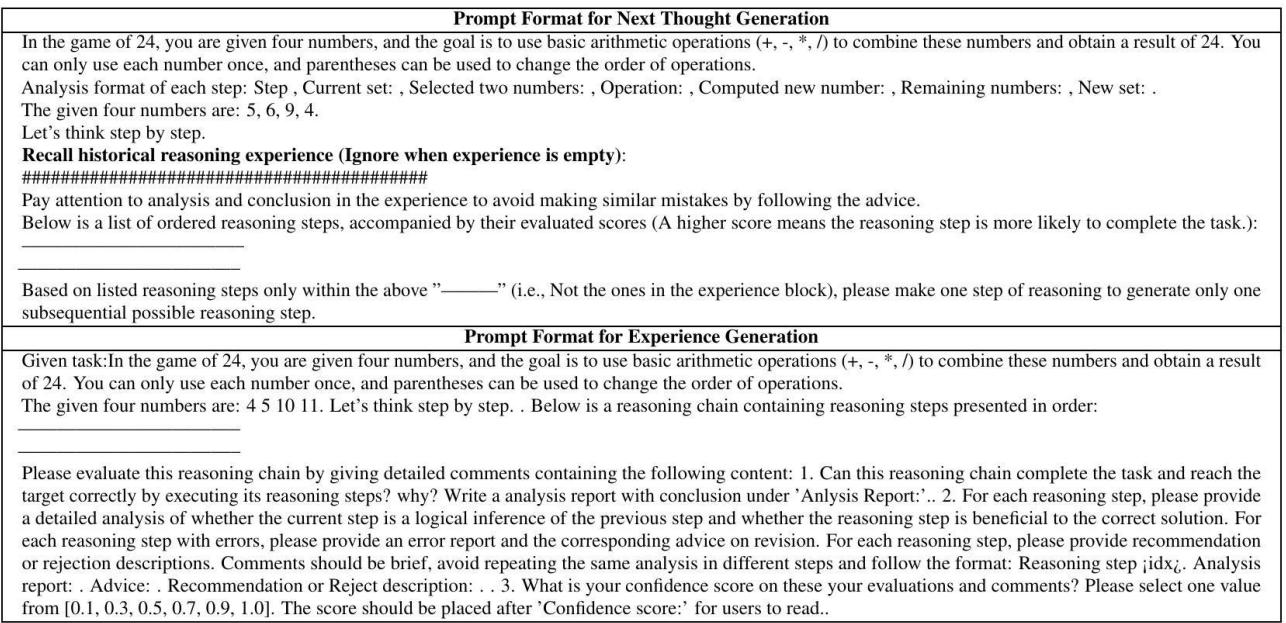 Prompt Format for Next Thought Generation
In the game of 24, you are given four numbers, and the goal is to use basic arithmetic operations (+, -, *, /) to combine these numbers and obtain a result of 24. You
can only use each number once, and parentheses can be used to change the order of operations.
Analysis format of each step: Step , Current set: , Selected two numbers: , Operation: , Computed new number: , Remaining numbers: , New set: .
The given four numbers are: 5, 6, 9, 4.
Let's think step by step.
Recall historical reasoning experience (Ignore when experience is empty):
##########################################
Pay attention to analysis and conclusion in the experience to avoid making similar mistakes by following the advice.
Below is a list of ordered reasoning steps, accompanied by their evaluated scores (A higher score means the reasoning step is more likely to complete the task.):
————————————
————————————
Based on listed reasoning steps only within the above ”———” (i.e., Not the ones in the experience block), please make one step of reasoning to generate only one
subsequential possible reasoning step.
Prompt Format for Experience Generation
Given task:In the game of 24, you are given four numbers, and the goal is to use basic arithmetic operations (+, -, *, /) to combine these numbers and obtain a result
of 24. You can only use each number once, and parentheses can be used to change the order of operations.
The given four numbers are: 4 5 10 11. Let's think step by step. . Below is a reasoning chain containing reasoning steps presented in order:
————————————
————————————
Please evaluate this reasoning chain by giving detailed comments containing the following content: 1. Can this reasoning chain complete the task and reach the
target correctly by executing its reasoning steps? why? Write a analysis report with conclusion under 'Anlysis Report:'.. 2. For each reasoning step, please provide
a detailed analysis of whether the current step is a logical inference of the previous step and whether the reasoning step is beneficial to the correct solution. For
each reasoning step with errors, please provide an error report and the corresponding advice on revision. For each reasoning step, please provide recommendation
or rejection descriptions. Comments should be brief, avoid repeating the same analysis in different steps and follow the format: Reasoning step ¡idx¿. Analysis
report: . Advice: . Recommendation or Reject description: . . 3. What is your confidence score on these your evaluations and comments? Please select one value
from [0.1, 0.3, 0.5, 0.7, 0.9, 1.0]. The score should be placed after 'Confidence score:' for users to read..